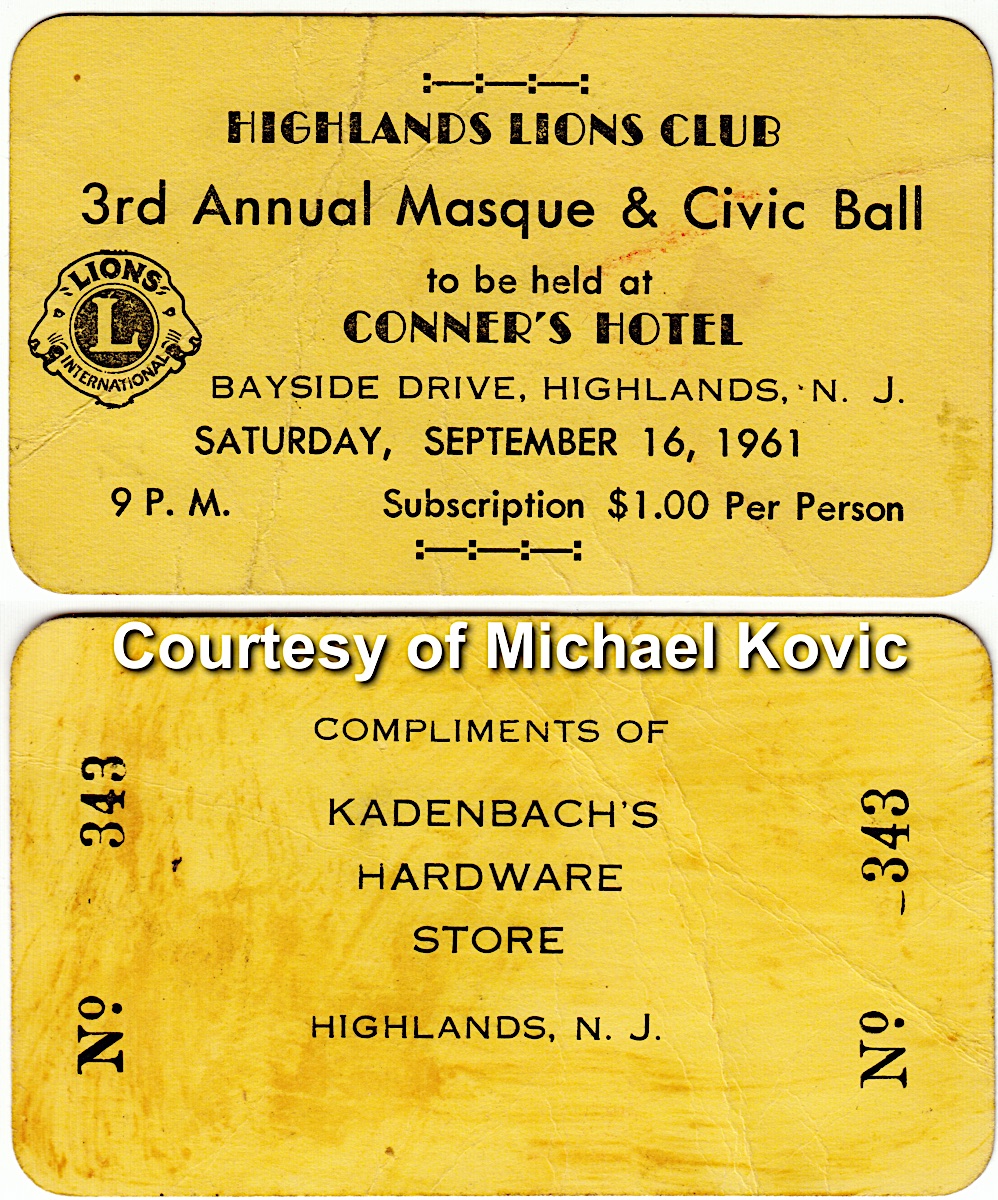 HIGHLANDS LIONS CLUB
3rd Annual Masque & Civic Ball
to be held at
CONNER'S HOTEL
LIONS
L
INTERNATIONAL
BAYSIDE DRIVE, HIGHLANDS, N. J.
SATURDAY, SEPTEMBER 16, 1961
9 P. M. Subscription $1.00 Per Person
Courtesy of Michael Kovic
COMPLIMENTS OF
KADENBACH'S
HARDWARE
STORE
HIGHLANDS, N. J.
Nº 343
Nº 343